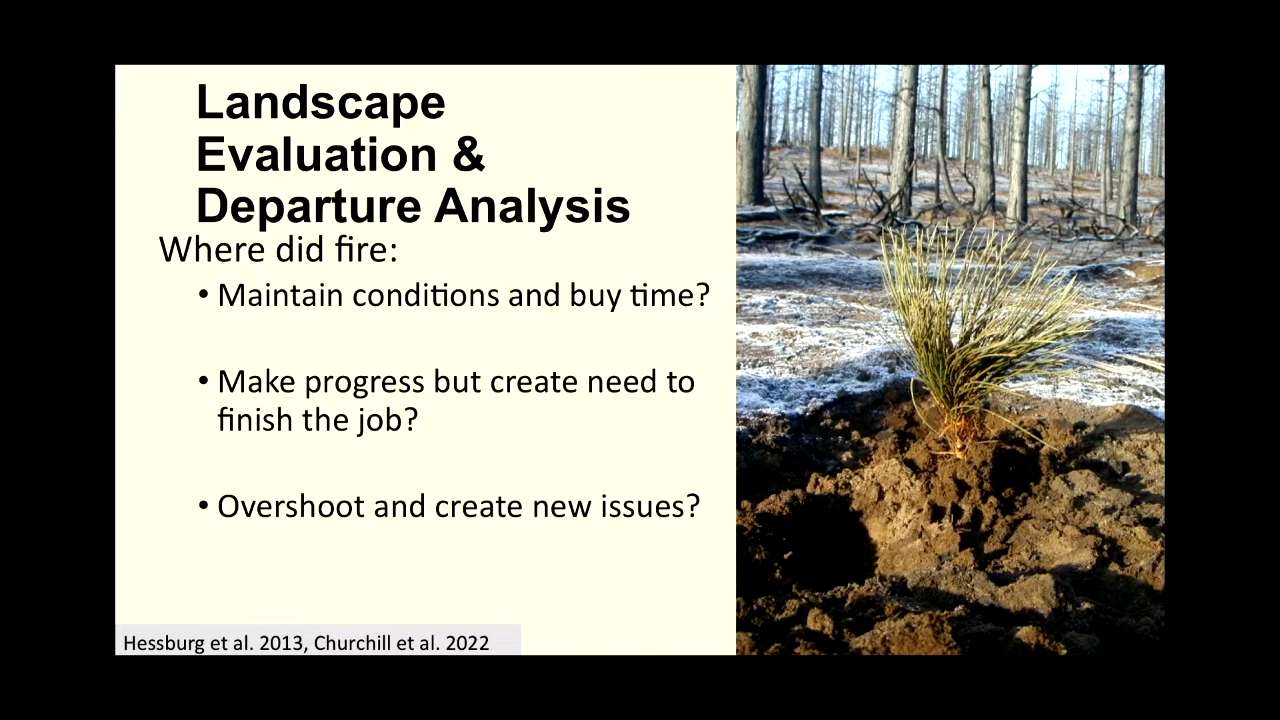 Landscape
Evaluation &
Departure Analysis
Where did fire:
• Maintain conditions and buy time?
• Make progress but create need to
finish the job?
• Overshoot and create new issues?
Hessburg et al. 2013, Churchill et al. 2022